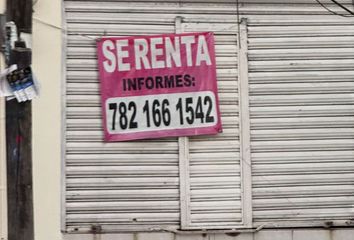 SE RENTA
INFORMES:
782 166 1542